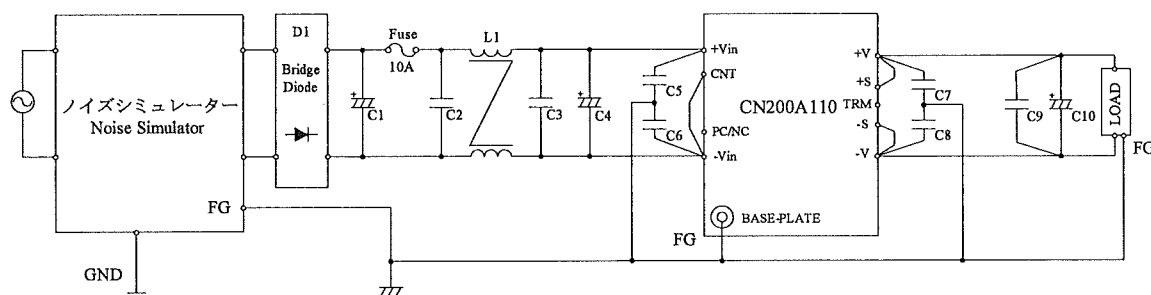 D1
Bridge
Diode
Fuse
10A
L1
ノイズシミュレーター
Noise Simulator
FG
GND
+
C1
C2
C3
+
C4
C5
C6
+Vin
CNT
PC/NC
-Vin
CN200A110
BASE-PLATE
FG
+V
+S
TRM
-S
-V
C7
C8
C9
+
C10
LOAD
FG